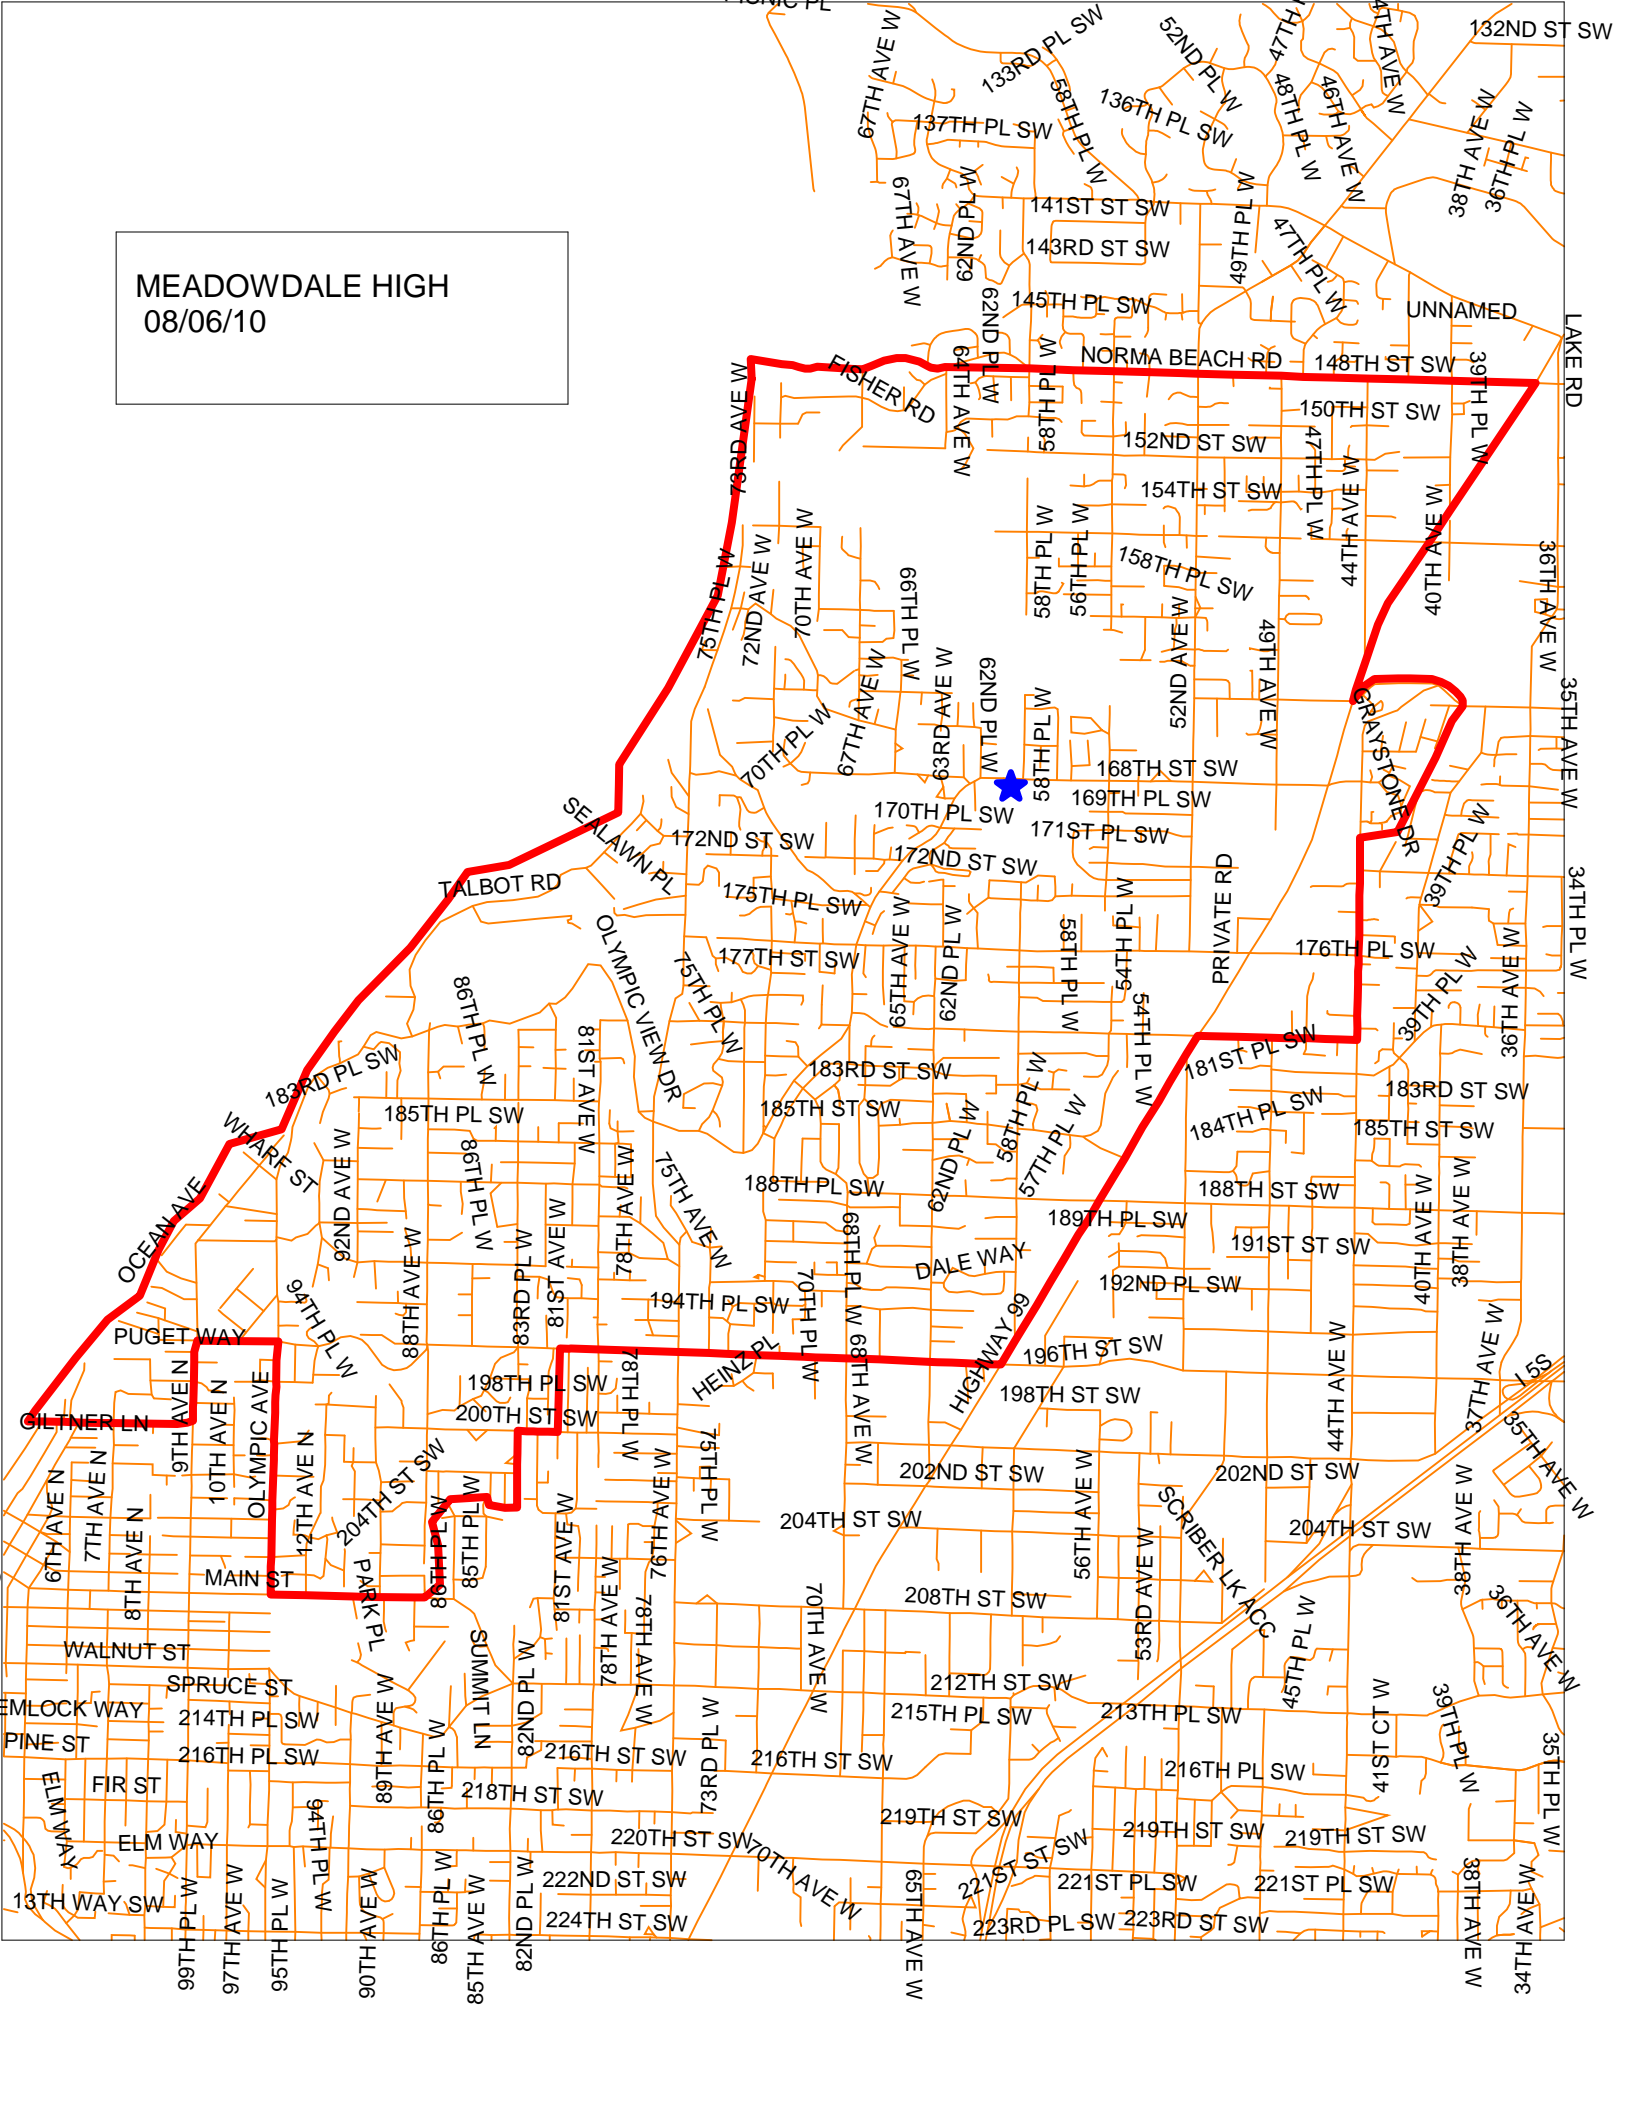 PICNIC PL
132ND ST SW
67TH AVE W
133RD PL SW
52ND PL W
58TH PL W
136TH PL SW
48TH PL W
46TH AVE W
38TH AVE W
36TH PL W
137TH PL SW
67TH AVE W
62ND PL W
141ST ST SW
49TH PL W
47TH PL W
143RD ST SW
MEADOWDALE HIGH
08/06/10
62ND PL W
145TH PL SW
UNNAMED
LAKE RD
NORMA BEACH RD
148TH ST SW
39TH PL W
FISHER RD
64TH AVE W
58TH PL W
73RD AVE W
150TH ST SW
152ND ST SW
47TH PL W
44TH AVE W
154TH ST SW
40TH AVE W
75TH PL W
72ND AVE W
70TH AVE W
66TH PL W
58TH PL W
56TH PL W
158TH PL SW
36TH AVE W
52ND AVE W
49TH AVE W
70TH PL W
67TH AVE W
63RD AVE W
62ND PL W
58TH PL W
GRAYSTONE DR
35TH AVE W
168TH ST SW
169TH PL SW
SEALAWN PL
170TH PL SW
172ND ST SW
171ST PL SW
172ND ST SW
39TH PL W
TALBOT RD
175TH PL SW
54TH PL W
PRIVATE RD
34TH PL W
OLYMPIC VIEW DR
177TH ST SW
75TH PL W
65TH AVE W
62ND PL W
58TH PL W
176TH PL SW
39TH PL W
36TH AVE W
86TH PL W
81ST AVE W
54TH PL W
181ST PL SW
183RD PL SW
183RD ST SW
183RD ST SW
185TH PL SW
185TH ST SW
184TH PL SW
185TH ST SW
WHARF ST
92ND AVE W
86TH PL W
78TH AVE W
75TH AVE W
62ND PL W
58TH PL W
57TH PL W
188TH PL SW
188TH ST SW
OCEAN AVE
189TH PL SW
40TH AVE W
38TH AVE W
88TH AVE W
83RD PL W
81ST AVE W
68TH PL W
DALE WAY
191ST ST SW
192ND PL SW
94TH PL W
194TH PL SW
70TH PL W
HIGHWAY 99
PUGET WAY
HEINZ PL
68TH AVE W
196TH ST SW
44TH AVE W
37TH AVE W
I 5S
GILTNER LN
9TH AVE N
10TH AVE N
OLYMPIC AVE
198TH PL SW
200TH ST SW
78TH PL W
198TH ST SW
12TH AVE N
204TH ST SW
75TH PL W
202ND ST SW
202ND ST SW
35TH AVE W
6TH AVE N
7TH AVE N
8TH AVE N
86TH PL W
85TH PL W
81ST AVE W
76TH AVE W
204TH ST SW
56TH AVE W
SCRIBER LK ACC
204TH ST SW
38TH AVE W
MAIN ST
PARK PL
78TH AVE W
78TH AVE W
70TH AVE W
208TH ST SW
53RD AVE W
45TH PL W
36TH AVE W
WALNUT ST
SUMMIT LN
82ND PL W
SPRUCE ST
89TH AVE W
212TH ST SW
EMLOCK WAY
214TH PL SW
73RD PL W
215TH PL SW
213TH PL SW
41ST CT W
39TH PL W
35TH PL W
PINE ST
216TH PL SW
86TH PL W
216TH ST SW
216TH ST SW
216TH PL SW
ELM WAY
FIR ST
218TH ST SW
94TH PL W
219TH ST SW
219TH ST SW
219TH ST SW
ELM WAY
220TH ST SW
70TH AVE W
221ST ST SW
13TH WAY SW
222ND ST SW
221ST PL SW
221ST PL SW
99TH PL W
97TH AVE W
95TH PL W
90TH AVE W
86TH PL W
85TH AVE W
82ND PL W
224TH ST SW
65TH AVE W
223RD PL SW
223RD ST SW
38TH AVE W
34TH AVE W